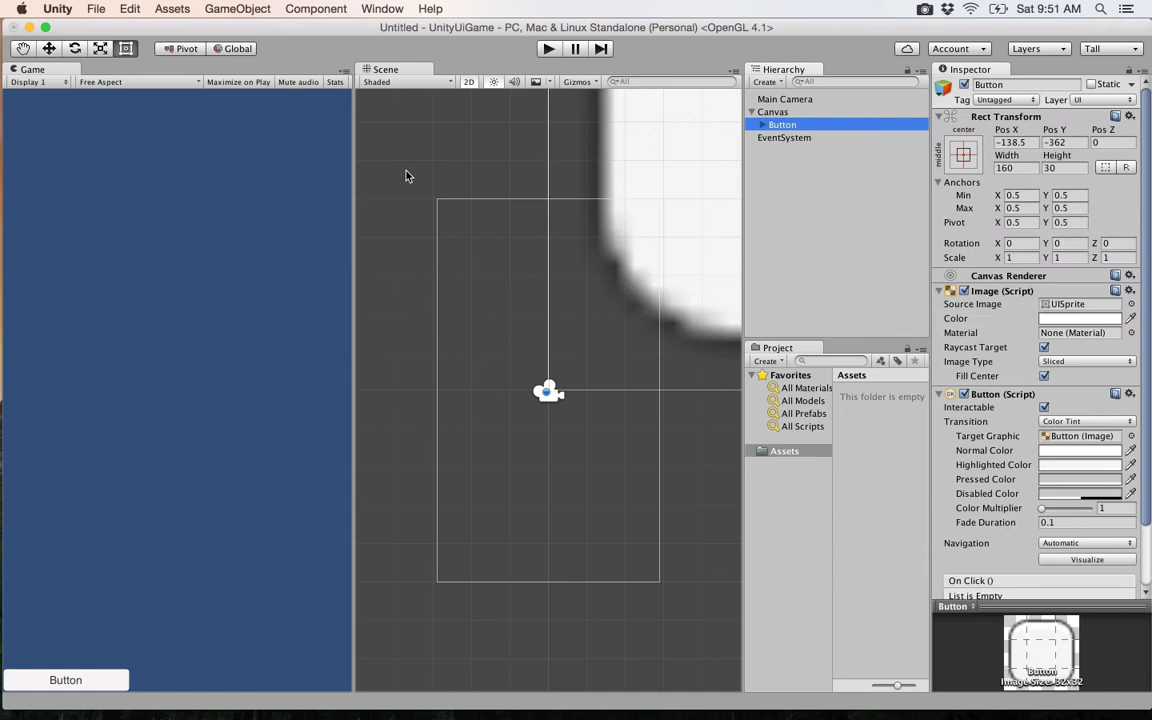 Unity File Edit Assets GameObject Component Window Help Sat 9:51 AM
Untitled - UnityUiGame - PC, Mac & Linux Standalone (Personal) <OpenGL 4.1>
Pivot Global Account Layers Tall
Game Scene Hierarchy Inspector
Display 1 Free Aspect Maximize on Play Mute audio Stats Shaded 2D Gizmos All Create All
Button Static
Tag Untagged Layer UI
Main Camera
Canvas
Button
EventSystem
Rect Transform
center
middle
Pos X Pos Y Pos Z
-138.5 -362 0
Width Height
160 30
R
Anchors
Min X 0.5 Y 0.5
Max X 0.5 Y 0.5
Pivot X 0.5 Y 0.5
Rotation X 0 Y 0 Z 0
Scale X 1 Y 1 Z 1
Canvas Renderer
Image (Script)
Source Image UISprite
Color
Material None (Material)
Raycast Target
Image Type Sliced
Fill Center
OK Button (Script)
Interactable
Transition Color Tint
Target Graphic Button (Image)
Normal Color
Highlighted Color
Pressed Color
Disabled Color
Color Multiplier 1
Fade Duration 0.1
Navigation Automatic
Visualize
On Click ()
List is Empty
Button
Button
Image Size: 32x32
Project
Create
Favorites
All Materials
All Models
All Prefabs
All Scripts
Assets
Assets
This folder is empty
Button